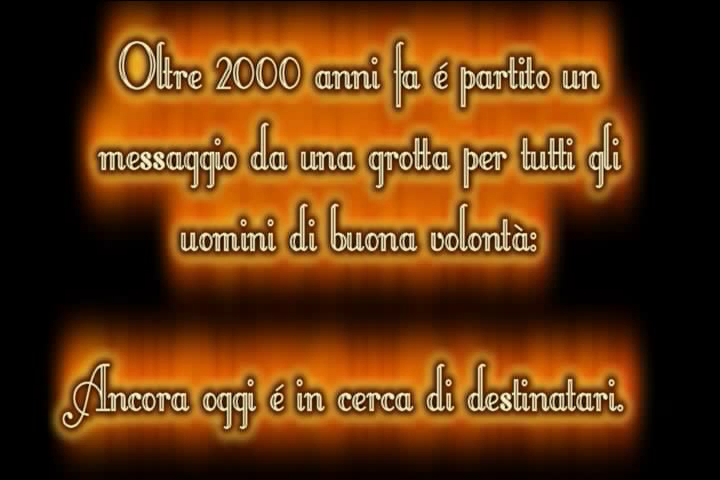 Oltre 2000 anni fa é partito un
messaggio da una grotta per tutti gli
uomini di buona volontà:
Ancora oggi é in cerca di destinatari.